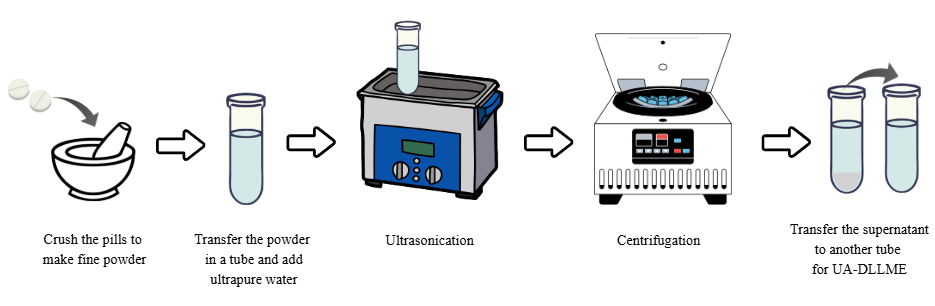 Crush the pills to
make fine powder
Transfer the powder
in a tube and add
ultrapure water
Ultrasonication
Centrifugation
Transfer the supernatant
to another tube
for UA-DLLME